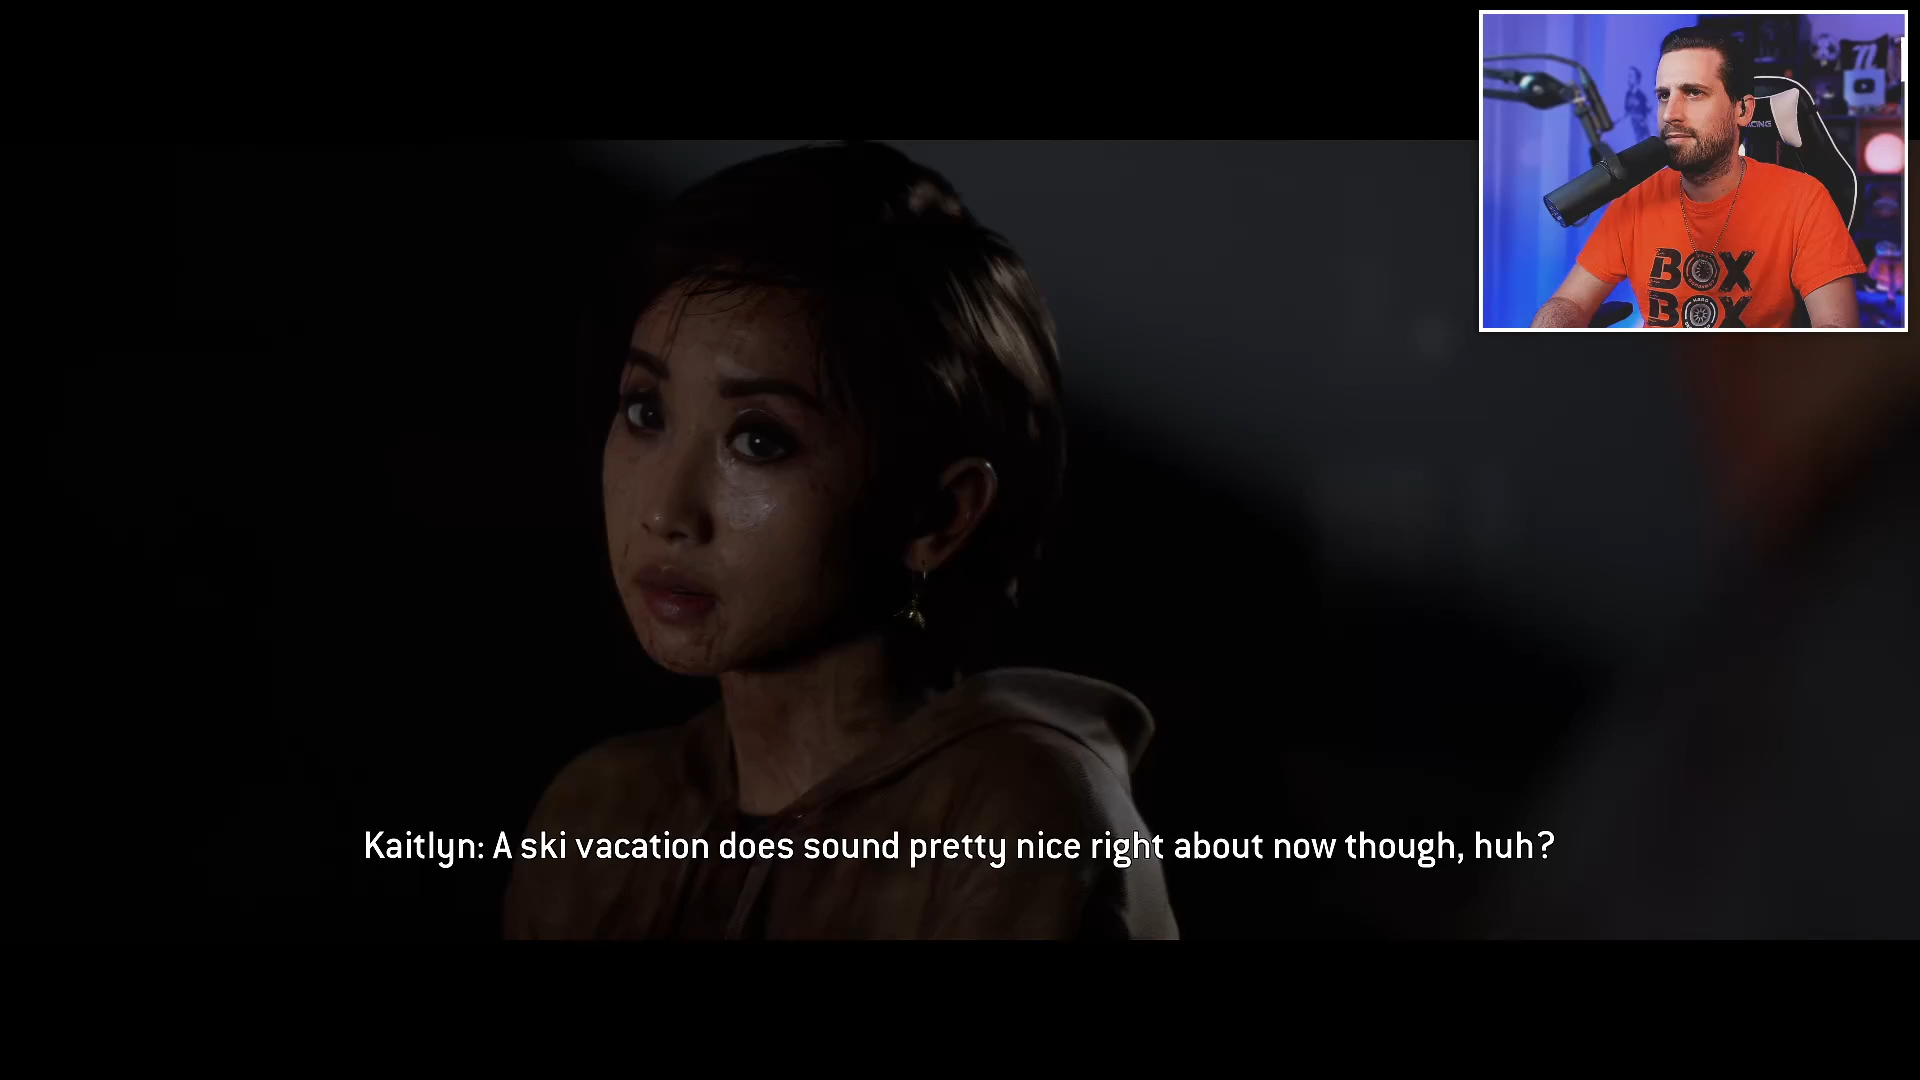 BOX
BOX
Kaitlyn: A ski vacation does sound pretty nice right about now though, huh?